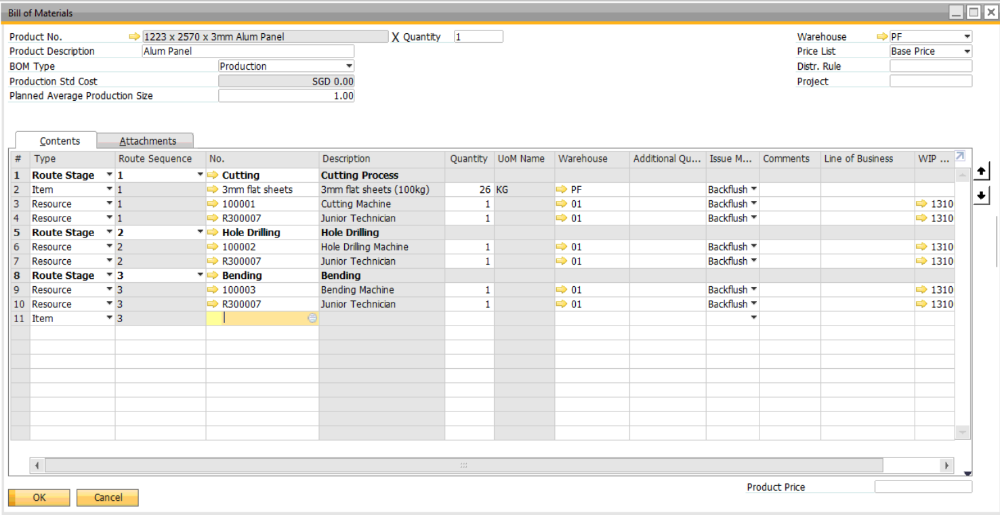 Bill of Materials
Product No. 1223 x 2570 x 3mm Alum Panel X Quantity 1 Warehouse PF
Product Description Alum Panel Price List Base Price
BOM Type Production Distr. Rule
Production Std Cost SGD 0.00 Project
Planned Average Production Size 1.00
Contents Attachments
# Type Route Sequence No. Description Quantity UoM Name Warehouse Additional Qu... Issue M... Comments Line of Business WIP ...
1 Route Stage 1 Cutting Cutting Process
2 Item 1 3mm flat sheets 3mm flat sheets (100kg) 26 KG PF Backflush
3 Resource 1 100001 Cutting Machine 1 01 Backflush 1310
4 Resource 1 R300007 Junior Technician 1 01 Backflush 1310
5 Route Stage 2 Hole Drilling Hole Drilling
6 Resource 2 100002 Hole Drilling Machine 1 01 Backflush 1310
7 Resource 2 R300007 Junior Technician 1 01 Backflush 1310
8 Route Stage 3 Bending Bending
9 Resource 3 100003 Bending Machine 1 01 Backflush 1310
10 Resource 3 R300007 Junior Technician 1 01 Backflush 1310
11 Item 3
Product Price
OK Cancel